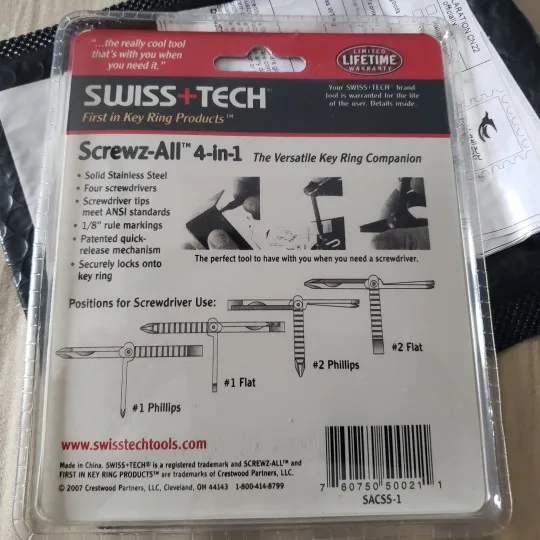 "...the really cool tool
that's with you when
you need it."
LIMITED
LIFETIME
WARRANTY
SWISS+TECH®
First in Key Ring Products™
Your SWISS+TECH® brand
tool is warranted for the life
of the user. Details inside.
Screwz-All™ 4-in-1 The Versatile Key Ring Companion
• Solid Stainless Steel
• Four screwdrivers
• Screwdriver tips
meet ANSI standards
• 1/8" rule markings
• Patented quick-
release mechanism
• Securely locks onto
key ring
The perfect tool to have with you when you need a screwdriver.
Positions for Screwdriver Use:
#1 Phillips
#1 Flat
#2 Phillips
#2 Flat
www.swisstechtools.com
Made in China. SWISS+TECH® is a registered trademark and SCREWZ-ALL™ and
FIRST IN KEY RING PRODUCTS™ are trademarks of Crestwood Partners, LLC.
© 2007 Crestwood Partners, LLC, Cleveland, OH 44143 1-800-414-8799
7 60750 50021 1
SACSS-1
ARATION CN 22